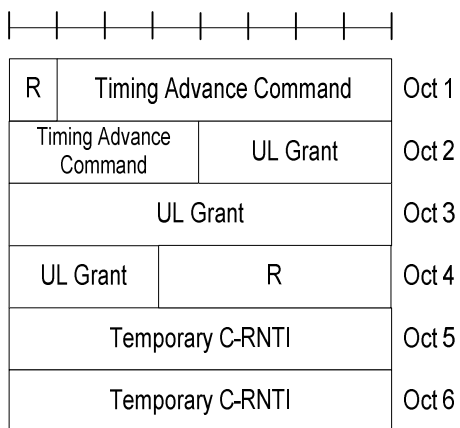 R Timing Advance Command Oct 1
Timing Advance
Command UL Grant Oct 2
UL Grant Oct 3
UL Grant R Oct 4
Temporary C-RNTI Oct 5
Temporary C-RNTI Oct 6